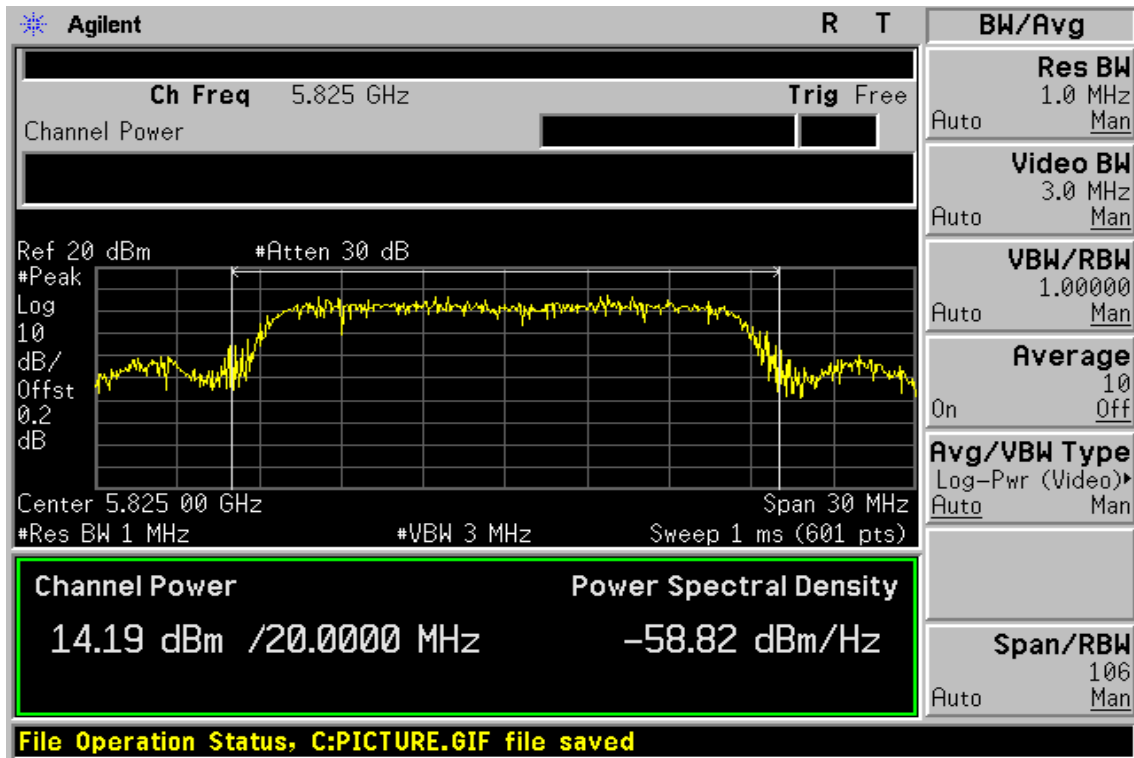 Agilent
R T
BW/Avg
Ch Freq 5.825 GHz
Trig Free
Channel Power
Res BW
1.0 MHz
Auto Man
Video BW
3.0 MHz
Auto Man
VBW/RBW
1.00000
Auto Man
Average
10
On Off
Avg/VBW Type
Log-Pwr (Video)
Auto Man
Span/RBW
106
Auto Man
Ref 20 dBm
#Atten 30 dB
#Peak
Log
10
dB/
Offst
0.2
dB
Center 5.825 00 GHz
Span 30 MHz
#Res BW 1 MHz
#VBW 3 MHz
Sweep 1 ms (601 pts)
Channel Power
Power Spectral Density
14.19 dBm /20.0000 MHz
-58.82 dBm/Hz
File Operation Status, C:PICTURE.GIF file saved